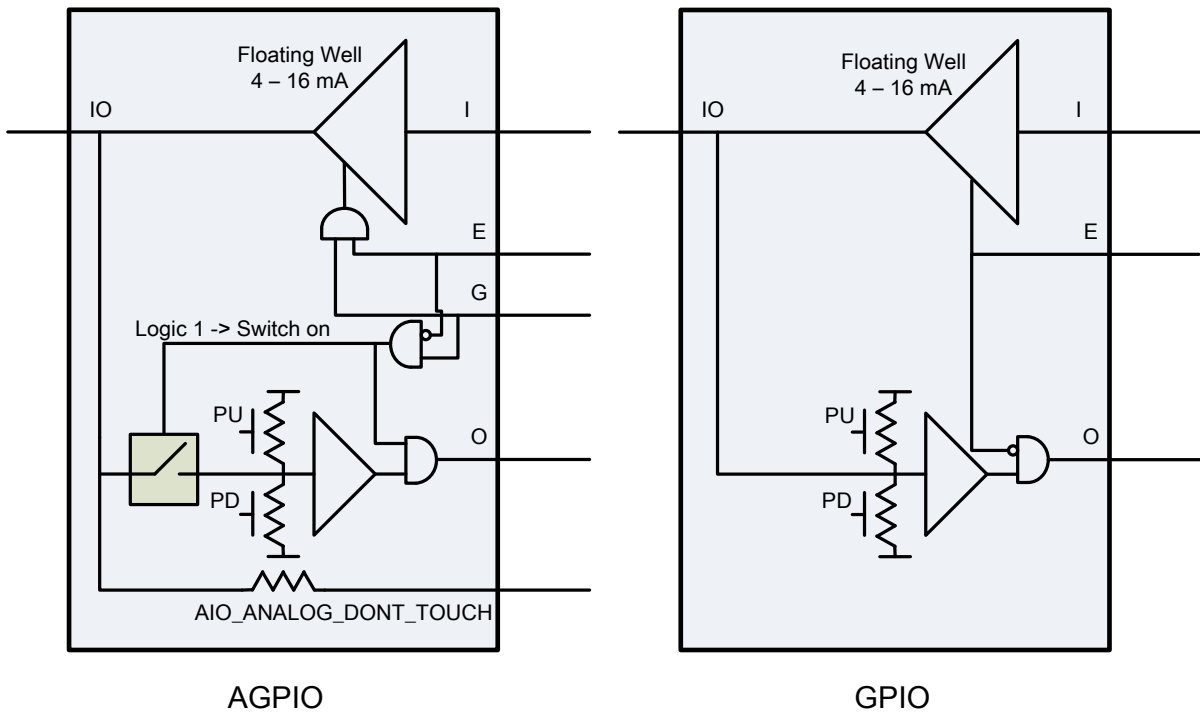 Floating Well
4 – 16 mA
IO
I
E
G
Logic 1 -> Switch on
PU
O
PD
AIO_ANALOG_DONT_TOUCH
AGPIO
Floating Well
4 – 16 mA
IO
I
E
PU
O
PD
GPIO